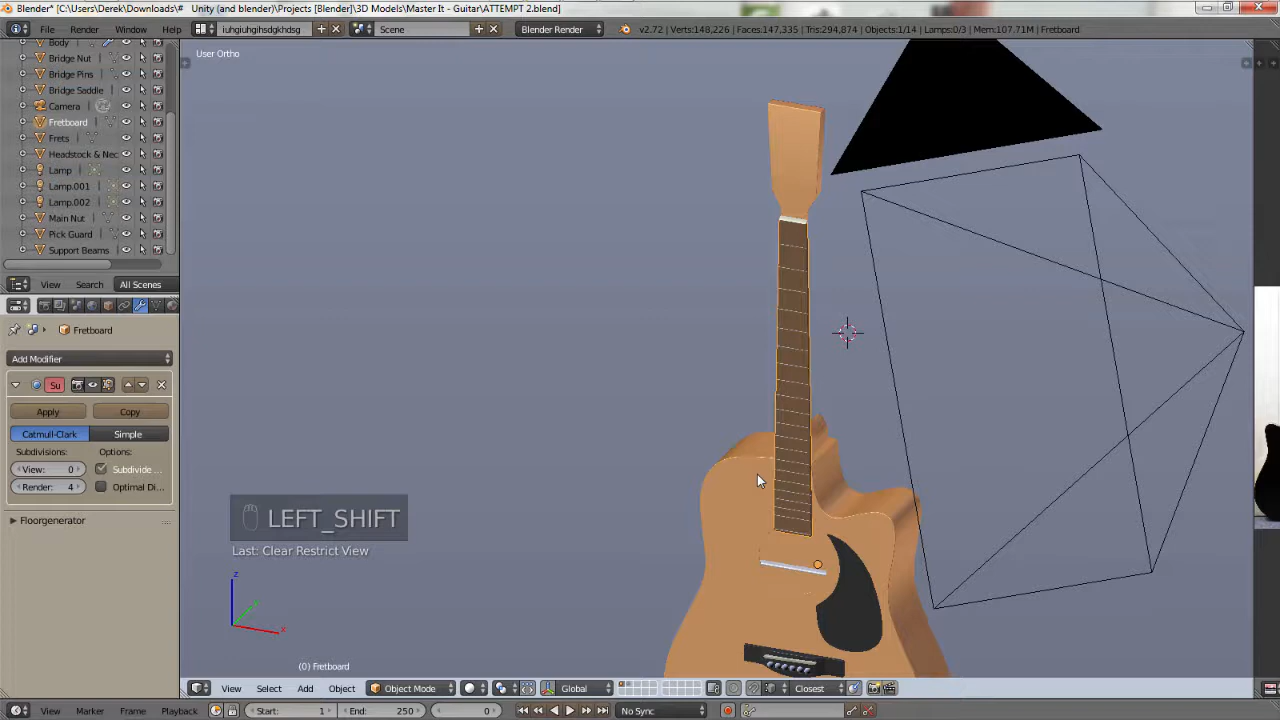 Blender* [C:\Users\Derek\Downloads\# Unity (and beneath)\Projects [Blender]\3D Models\Master It - Guitar\ATTEMPT 2.blend]
File Render Window Help iuhgiuhgihsdgkhdsg Scene Blender Render v2.72 | Verts:148,226 | Faces:147,335 | Tris:294,874 | Objects:1/14 | Lamps:0/3 | Mem:107.71M | Fretboard
User Ortho
Body
Bridge Nut
Bridge Pins
Bridge Saddle
Camera
Fretboard
Frets
Headstock & Nec
Lamp
Lamp.001
Lamp.002
Main Nut
Pick Guard
Support Beams
View Search All Scenes
Fretboard
Add Modifier
Su
Apply Copy
Catmull-Clark Simple
Subdivisions: Options:
View: 0 Subdivide ...
Render: 4 Optimal Di...
Floorgenerator
LEFT_SHIFT
Last: Clear Restrict View
z
y
x
(0) Fretboard
View Select Add Object Object Mode Global Closest
View Marker Frame Playback Start: 1 End: 250 0 No Sync